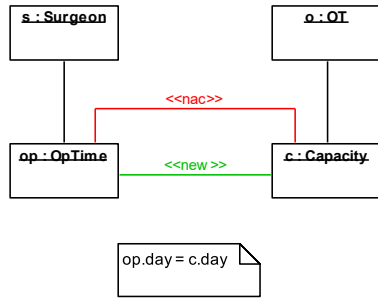 s : Surgeon
o : OT
<<nac>>
op : OpTime
<<new >>
c : Capacity
op.day = c.day